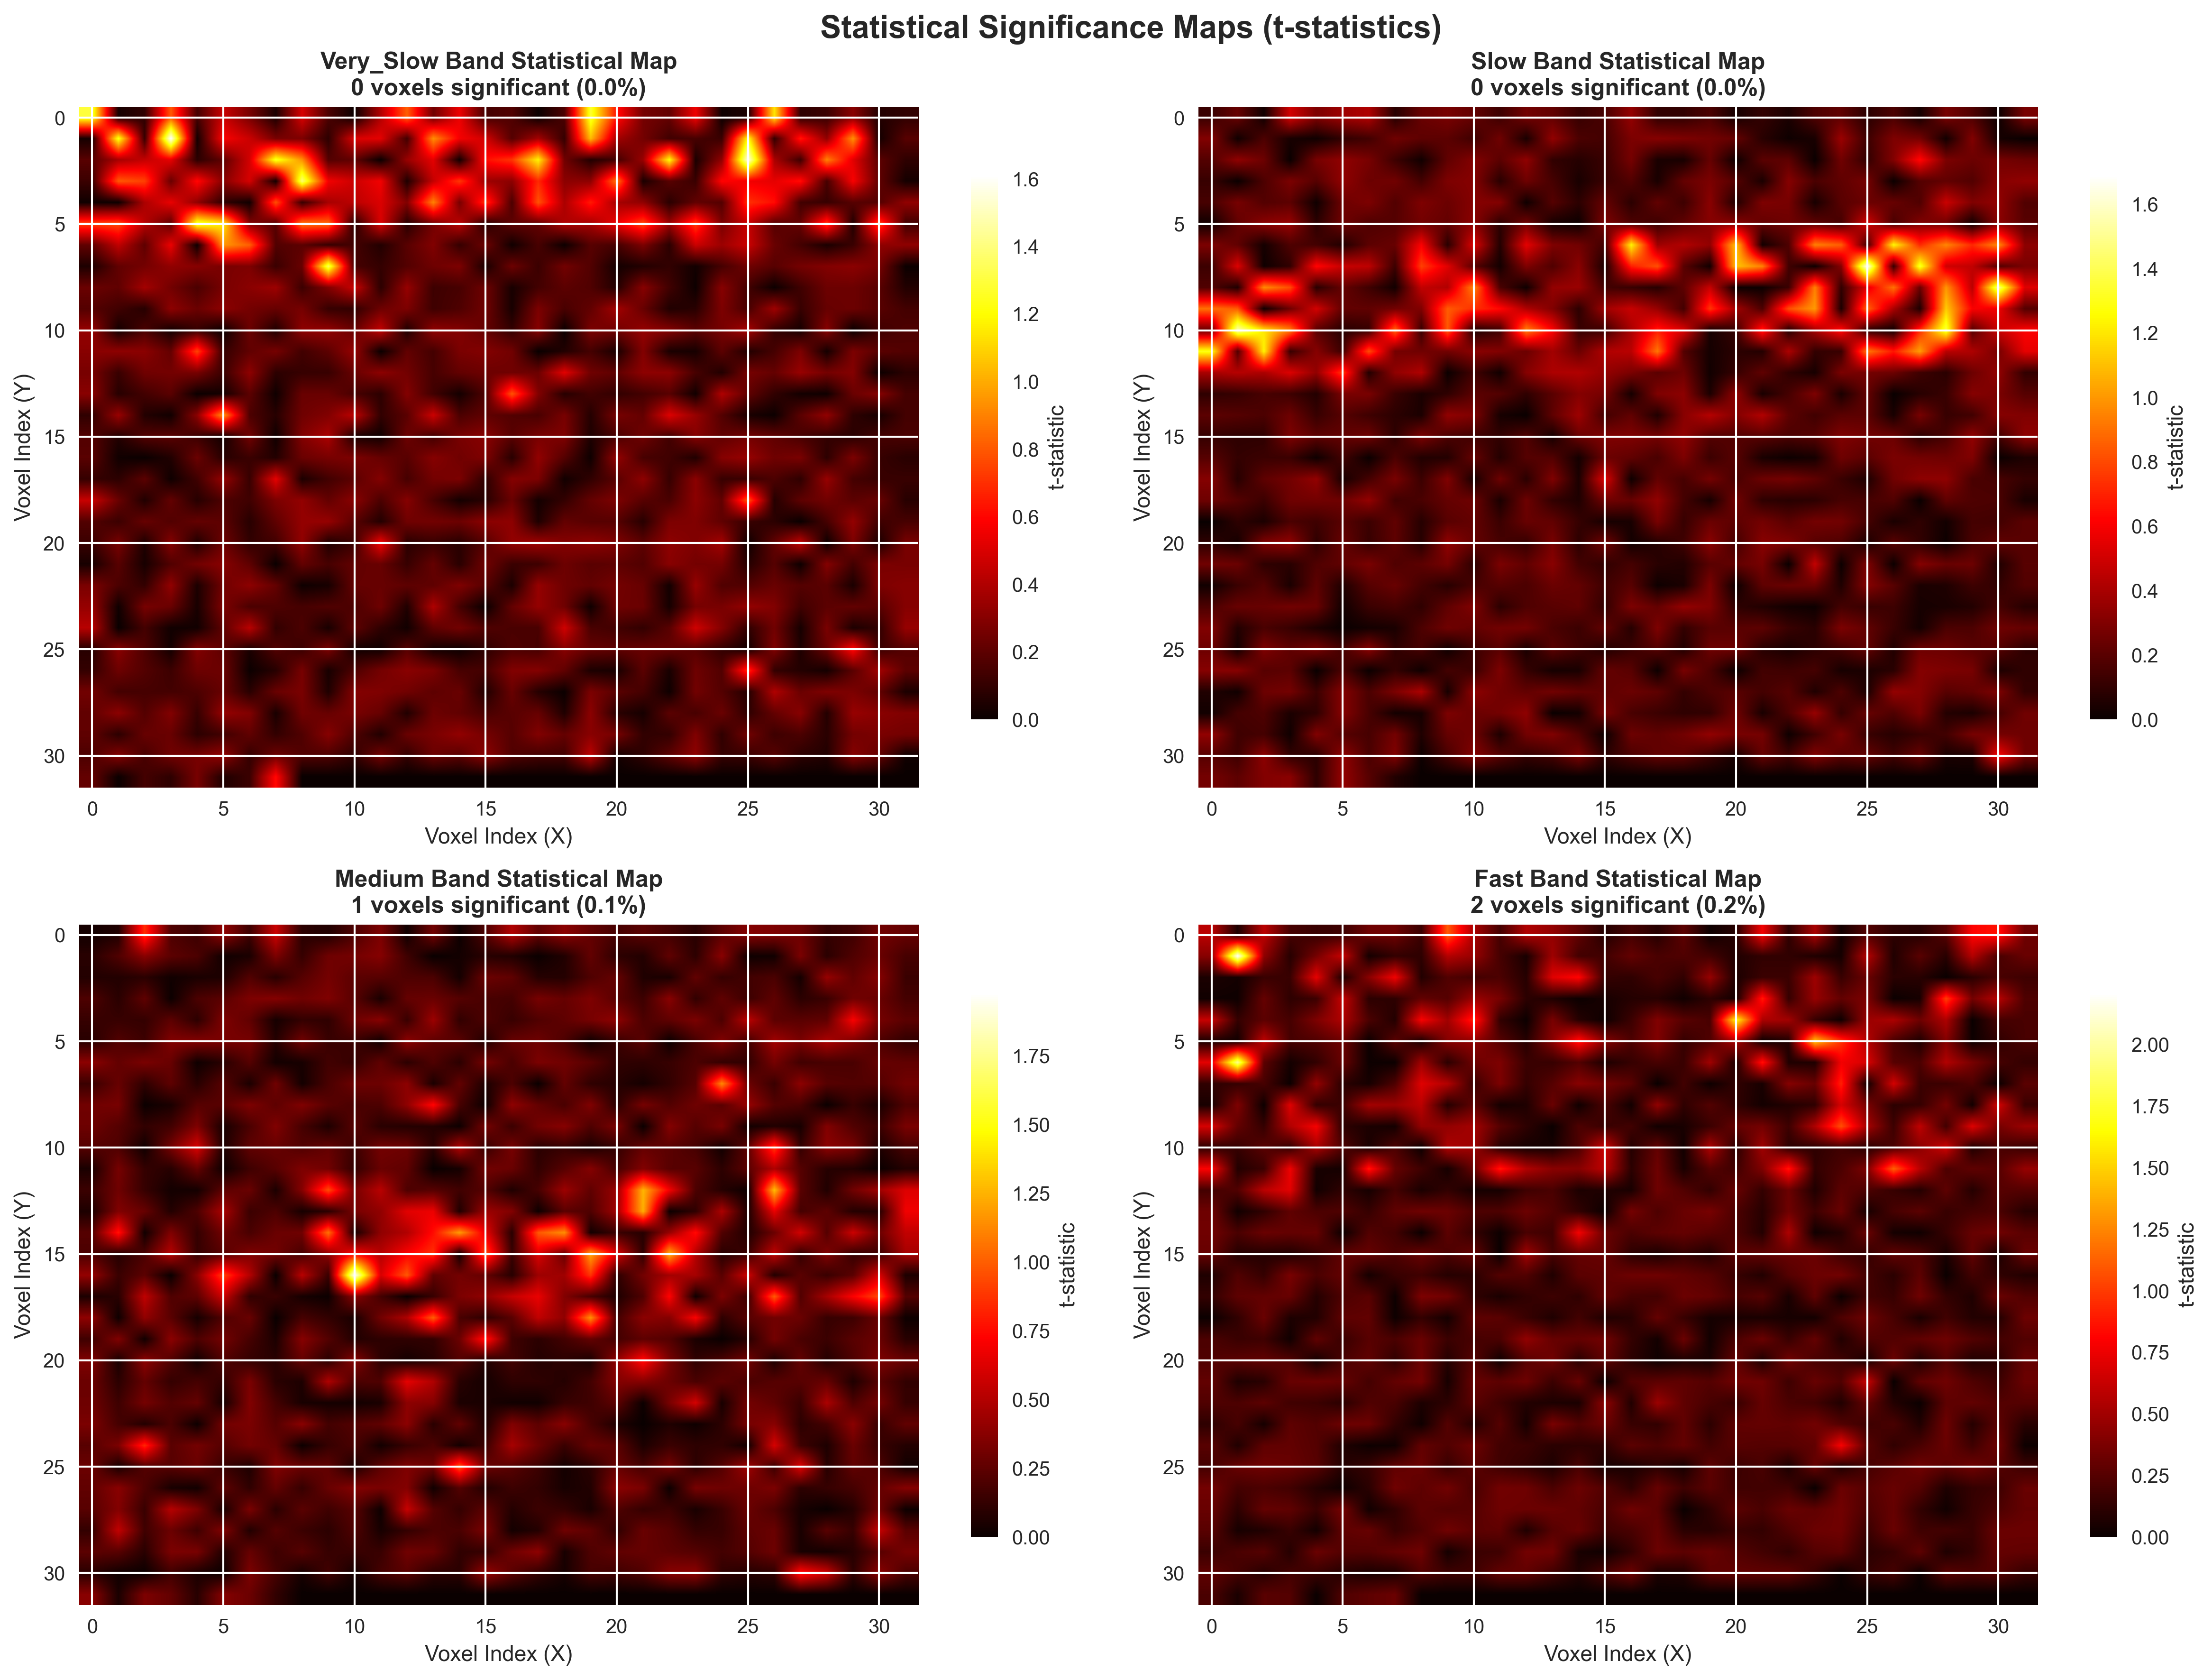 Statistical Significance Maps (t-statistics)
Very_Slow Band Statistical Map
0 voxels significant (0.0%)
0
5
10
15
20
25
30
Voxel Index (Y)
0 5 10 15 20 25 30
Voxel Index (X)
1.6
1.4
1.2
1.0
0.8
0.6
0.4
0.2
0.0
t-statistic
Slow Band Statistical Map
0 voxels significant (0.0%)
0
5
10
15
20
25
30
Voxel Index (Y)
0 5 10 15 20 25 30
Voxel Index (X)
1.6
1.4
1.2
1.0
0.8
0.6
0.4
0.2
0.0
t-statistic
Medium Band Statistical Map
1 voxels significant (0.1%)
0
5
10
15
20
25
30
Voxel Index (Y)
0 5 10 15 20 25 30
Voxel Index (X)
1.75
1.50
1.25
1.00
0.75
0.50
0.25
0.00
t-statistic
Fast Band Statistical Map
2 voxels significant (0.2%)
0
5
10
15
20
25
30
Voxel Index (Y)
0 5 10 15 20 25 30
Voxel Index (X)
2.00
1.75
1.50
1.25
1.00
0.75
0.50
0.25
0.00
t-statistic